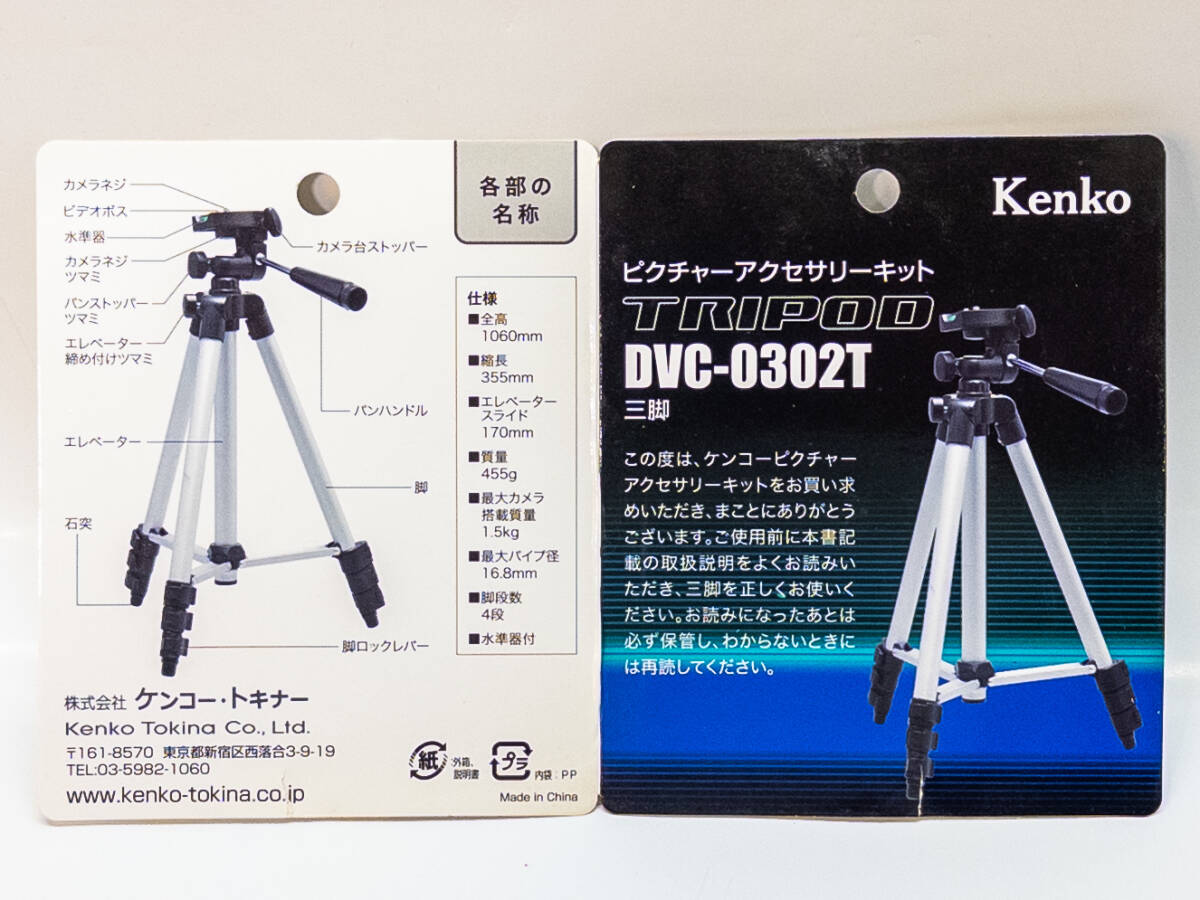 各部の
名称
カメラネジ
ビデオボス
水準器
カメラネジ
ツマミ
パンストッパー
ツマミ
エレベーター
締め付けツマミ
エレベーター
石突
カメラ台ストッパー
パンハンドル
脚
脚ロックレバー
仕様
■全高
1060mm
■縮長
355mm
■エレベーター
スライド
170mm
■質量
455g
■最大カメラ
搭載質量
1.5kg
■最大パイプ径
16.8mm
■脚段数
4段
■水準器付
株式会社 ケンコー・トキナー
Kenko Tokina Co., Ltd.
〒161-8570 東京都新宿区西落合3-9-19
TEL:03-5982-1060
www.kenko-tokina.co.jp
紙
外箱、
説明書
プラ
内袋:PP
Made in China
Kenko
ピクチャーアクセサリーキット
TRIPOD
DVC-0302T
三脚
この度は、ケンコーピクチャー
アクセサリーキットをお買い求
めいただき、まことにありがとう
ございます。ご使用前に本書記
載の取扱説明をよくお読みい
ただき、三脚を正しくお使いく
ださい。お読みになったあとは
必ず保管し、わからないときに
は再読してください。